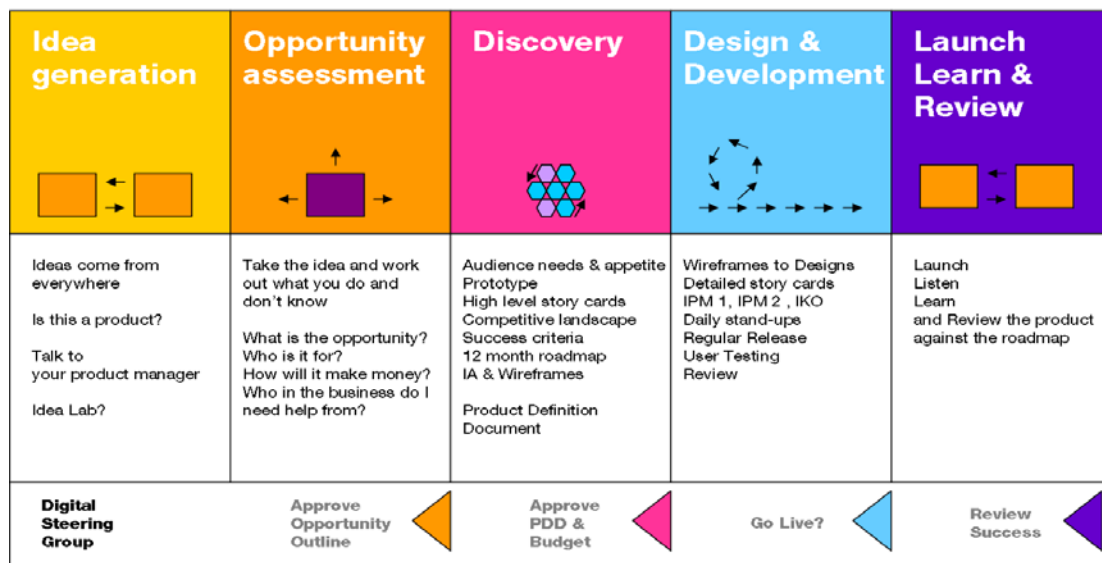 Idea
generation
Opportunity
assessment
Discovery
Design &
Development
Launch
Learn &
Review
Ideas come from
everywhere
Is this a product?
Talk to
your product manager
Idea Lab?
Take the idea and work
out what you do and
don't know
What is the opportunity?
Who is it for?
How will it make money?
Who in the business do I
need help from?
Audience needs & appetite
Prototype
High level story cards
Competitive landscape
Success criteria
12 month roadmap
IA & Wireframes
Product Definition
Document
Wireframes to Designs
Detailed story cards
IPM 1, IPM 2 , IKO
Daily stand-ups
Regular Release
User Testing
Review
Launch
Listen
Learn
and Review the product
against the roadmap
Digital
Steering
Group
Approve
Opportunity
Outline
Approve
PDD &
Budget
Go Live?
Review
Success